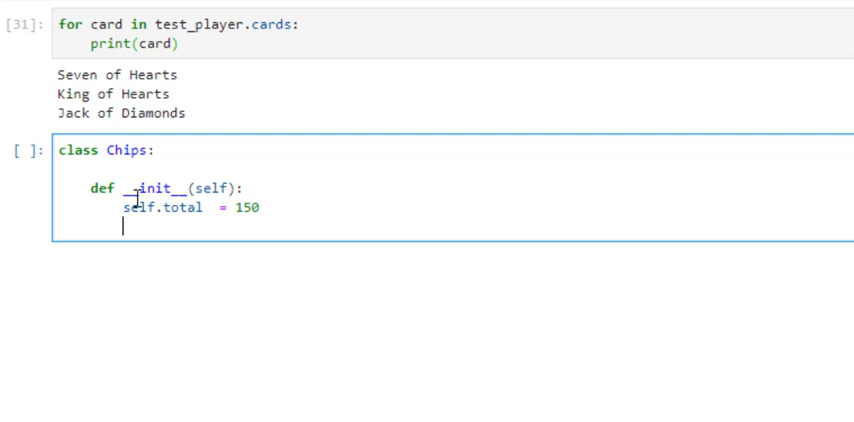 [31]: for card in test_player.cards:
print(card)
Seven of Hearts
King of Hearts
Jack of Diamonds
[ ]: class Chips:
def __init__(self):
self.total  = 150